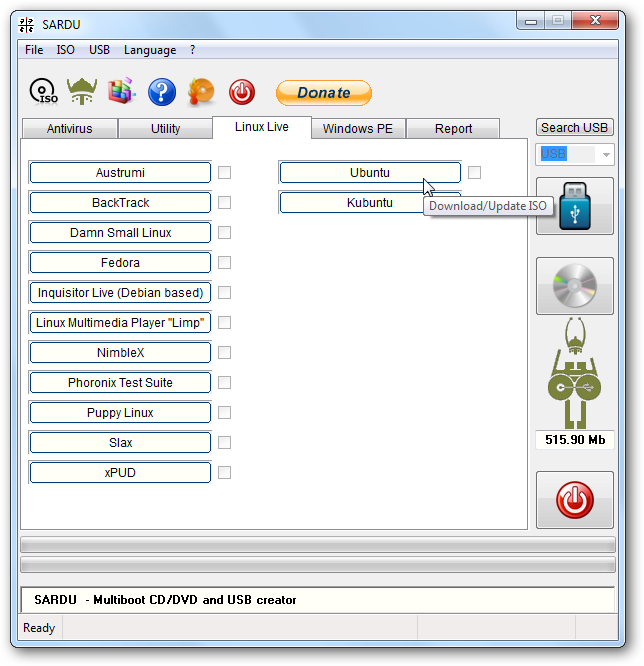 SARDU
File ISO USB Language ?
ISO
Donate
Antivirus Utility Linux Live Windows PE Report
Search USB
USB
Austrumi
Ubuntu
BackTrack
Kubuntu
Download/Update ISO
Damn Small Linux
Fedora
Inquisitor Live (Debian based)
Linux Multimedia Player "Limp"
NimbleX
Phoronix Test Suite
Puppy Linux
Slax
xPUD
515.90 Mb
SARDU - Multiboot CD/DVD and USB creator
Ready